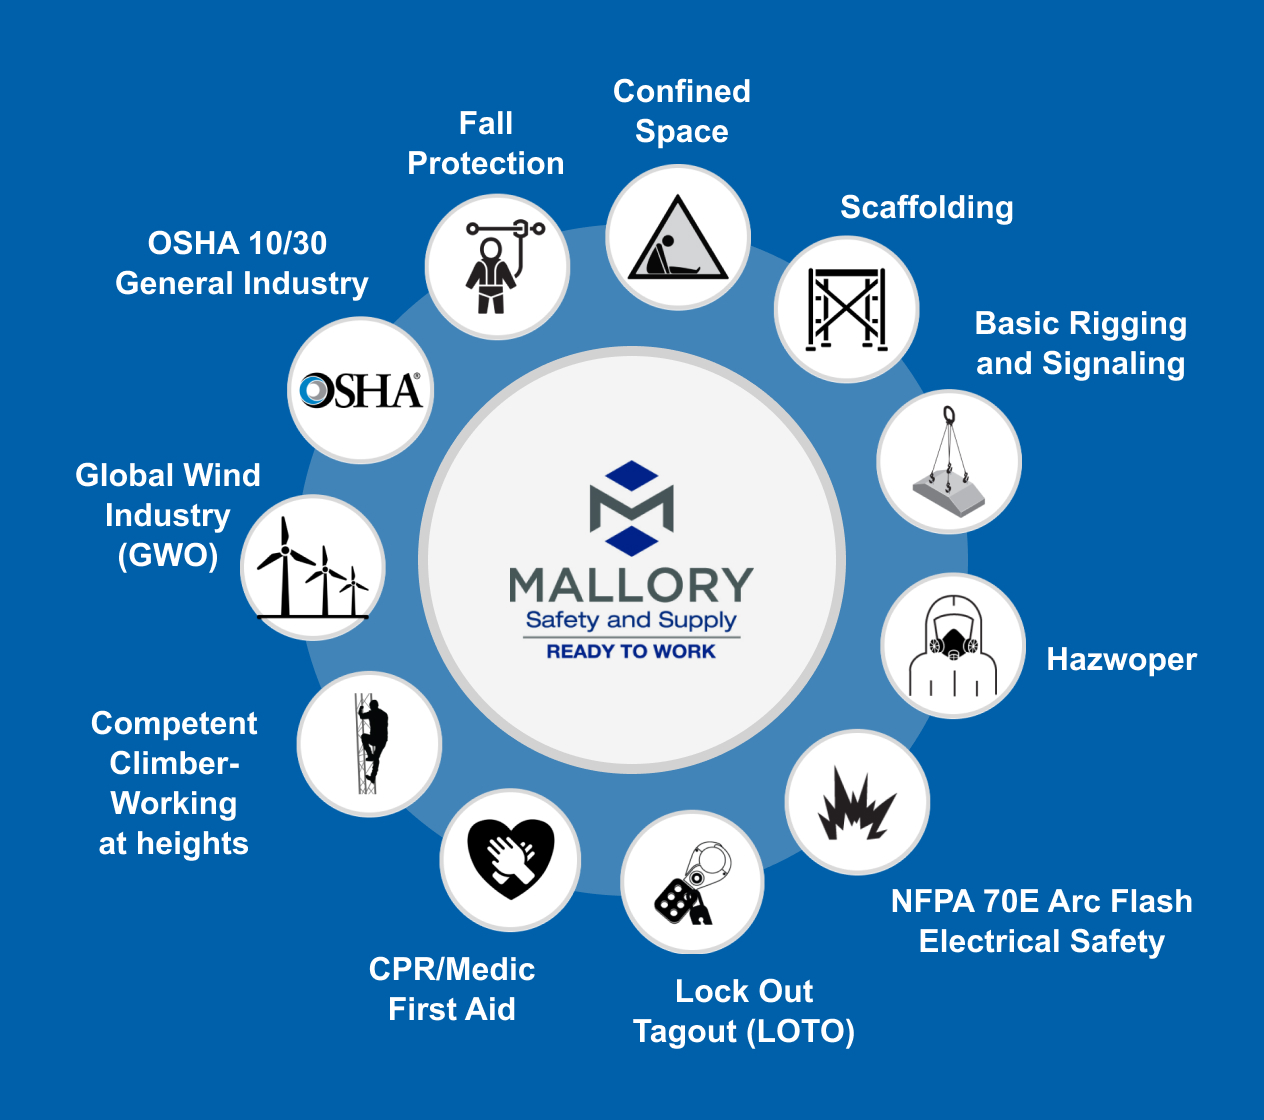 Confined
Space
Fall
Protection
Scaffolding
OSHA 10/30
General Industry
Basic Rigging
and Signaling
OSHA®
Global Wind
Industry
(GWO)
MALLORY
Safety and Supply
READY TO WORK
Hazwoper
Competent
Climber-
Working
at heights
NFPA 70E Arc Flash
Electrical Safety
CPR/Medic
First Aid
Lock Out
Tagout (LOTO)